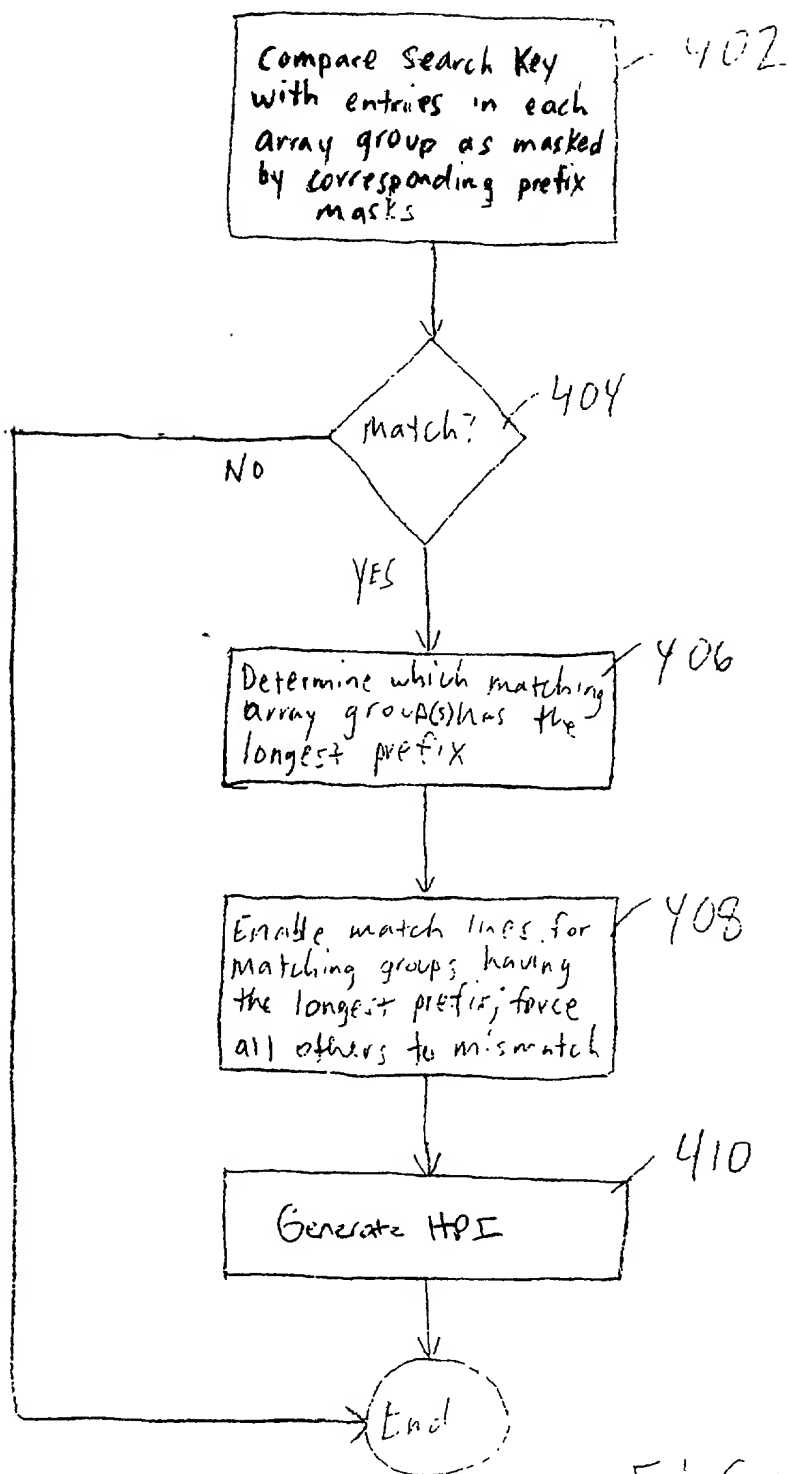 Compare Search Key
with entries in each
array group as masked
by corresponding prefix
masks
402
Match?
404
NO
YES
Determine which matching
array group(s) has the
longest prefix
406
Enable match lines for
matching groups having
the longest prefix; force
all others to mismatch
408
Generate HPI
410
End